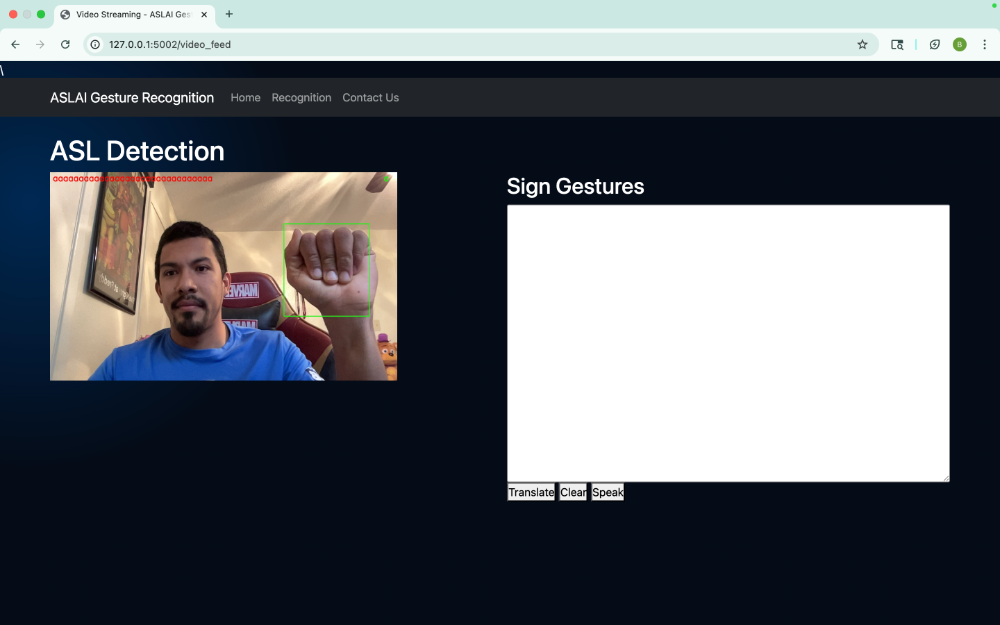 Video Streaming - ASLAI Ges
127.0.0.1:5002/video_feed
B
\
ASLAI Gesture Recognition Home Recognition Contact Us
ASL Detection
Sign Gestures
MARVEL
Translate Clear Speak